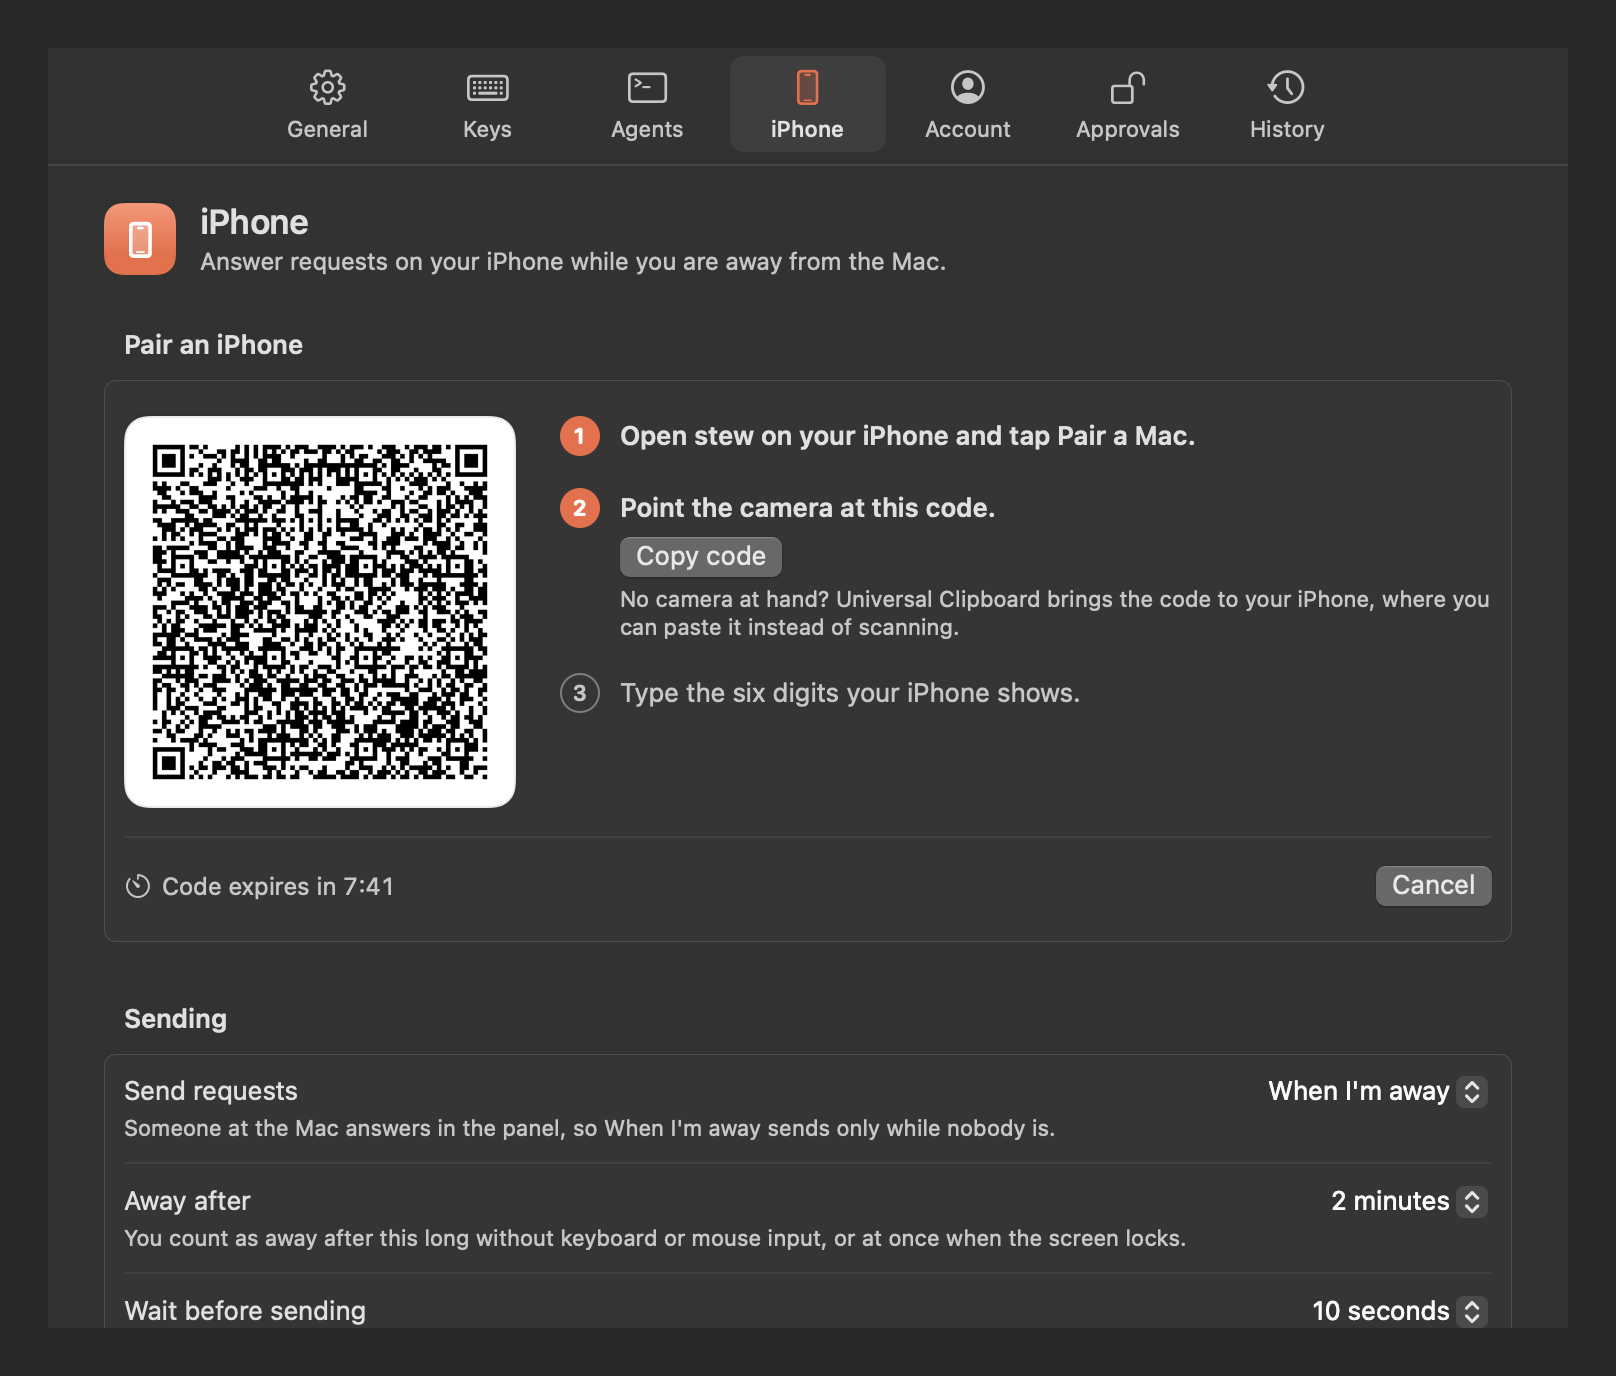 General
Keys
Agents
iPhone
Account
Approvals
History
iPhone
Answer requests on your iPhone while you are away from the Mac.
Pair an iPhone
1 Open stew on your iPhone and tap Pair a Mac.
2 Point the camera at this code.
Copy code
No camera at hand? Universal Clipboard brings the code to your iPhone, where you
can paste it instead of scanning.
3 Type the six digits your iPhone shows.
Code expires in 7:41
Cancel
Sending
Send requests
When I'm away
Someone at the Mac answers in the panel, so When I'm away sends only while nobody is.
Away after
2 minutes
You count as away after this long without keyboard or mouse input, or at once when the screen locks.
Wait before sending
10 seconds